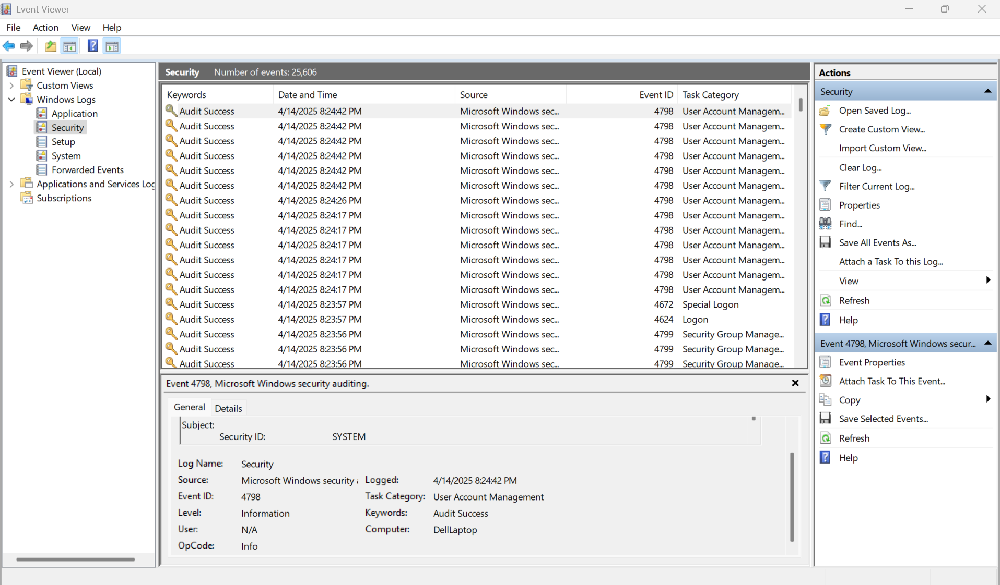 Event Viewer
File Action View Help
Event Viewer (Local)
Custom Views
Windows Logs
Application
Security
Setup
System
Forwarded Events
Applications and Services Log
Subscriptions
Security Number of events: 25,606
Keywords Date and Time Source Event ID Task Category
Audit Success 4/14/2025 8:24:42 PM Microsoft Windows sec... 4798 User Account Managem...
Audit Success 4/14/2025 8:24:42 PM Microsoft Windows sec... 4798 User Account Managem...
Audit Success 4/14/2025 8:24:42 PM Microsoft Windows sec... 4798 User Account Managem...
Audit Success 4/14/2025 8:24:42 PM Microsoft Windows sec... 4798 User Account Managem...
Audit Success 4/14/2025 8:24:42 PM Microsoft Windows sec... 4798 User Account Managem...
Audit Success 4/14/2025 8:24:42 PM Microsoft Windows sec... 4798 User Account Managem...
Audit Success 4/14/2025 8:24:26 PM Microsoft Windows sec... 4798 User Account Managem...
Audit Success 4/14/2025 8:24:17 PM Microsoft Windows sec... 4798 User Account Managem...
Audit Success 4/14/2025 8:24:17 PM Microsoft Windows sec... 4798 User Account Managem...
Audit Success 4/14/2025 8:24:17 PM Microsoft Windows sec... 4798 User Account Managem...
Audit Success 4/14/2025 8:24:17 PM Microsoft Windows sec... 4798 User Account Managem...
Audit Success 4/14/2025 8:24:17 PM Microsoft Windows sec... 4798 User Account Managem...
Audit Success 4/14/2025 8:24:17 PM Microsoft Windows sec... 4798 User Account Managem...
Audit Success 4/14/2025 8:23:57 PM Microsoft Windows sec... 4672 Special Logon
Audit Success 4/14/2025 8:23:57 PM Microsoft Windows sec... 4624 Logon
Audit Success 4/14/2025 8:23:56 PM Microsoft Windows sec... 4799 Security Group Manage...
Audit Success 4/14/2025 8:23:56 PM Microsoft Windows sec... 4799 Security Group Manage...
Audit Success 4/14/2025 8:23:56 PM Microsoft Windows sec... 4799 Security Group Manage...
Event 4798, Microsoft Windows security auditing.
General Details
Subject:
Security ID: SYSTEM
Log Name: Security
Source: Microsoft Windows security Logged: 4/14/2025 8:24:42 PM
Event ID: 4798 Task Category: User Account Management
Level: Information Keywords: Audit Success
User: N/A Computer: DellLaptop
OpCode: Info
Actions
Security
Open Saved Log...
Create Custom View...
Import Custom View...
Clear Log...
Filter Current Log...
Properties
Find...
Save All Events As...
Attach a Task To this Log...
View
Refresh
Help
Event 4798, Microsoft Windows secur...
Event Properties
Attach Task To This Event...
Copy
Save Selected Events...
Refresh
Help